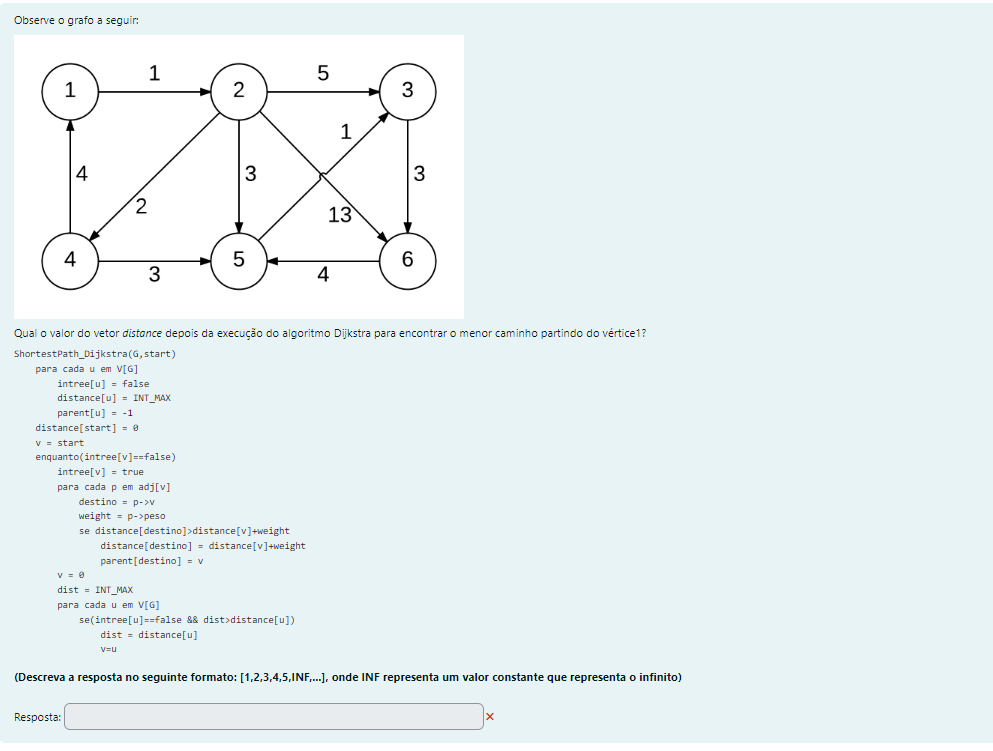 Observe o grafo a seguir:
1 1 2 5 3
1
4 3 3
2 13
4 5 6
3 4
Qual o valor do vetor distance depois da execução do algoritmo Dijkstra para encontrar o menor caminho partindo do vértice1?
ShortestPath_Dijkstra(G,start)
para cada u em V[G]
intree[u] = false
distance[u] = INT_MAX
parent[u] = -1
distance[start] = 0
v = start
enquanto(intree[v]==false)
intree[v] = true
para cada p em adj[v]
destino = p->v
weight = p->peso
se distance[destino]>distance[v]+weight
distance[destino] = distance[v]+weight
parent[destino] = v
v = 0
dist = INT_MAX
para cada u em V[G]
se(intree[u]==false && dist>distance[u])
dist = distance[u]
v=u
(Descreva a resposta no seguinte formato: [1,2,3,4,5,INF,...], onde INF representa um valor constante que representa o infinito)
Resposta: